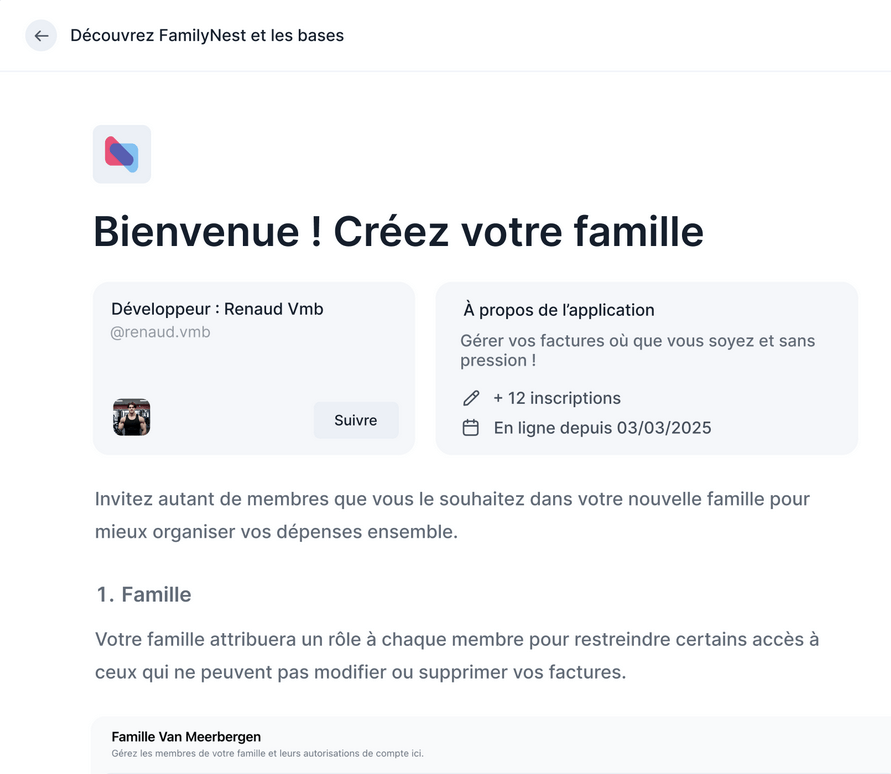 Découvrez FamilyNest et les bases
Bienvenue ! Créez votre famille
Développeur : Renaud Vmb
@renaud.vmb
Suivre
À propos de l’application
Gérer vos factures où que vous soyez et sans
pression !
+ 12 inscriptions
En ligne depuis 03/03/2025
Invitez autant de membres que vous le souhaitez dans votre nouvelle famille pour
mieux organiser vos dépenses ensemble.
1. Famille
Votre famille attribuera un rôle à chaque membre pour restreindre certains accès à
ceux qui ne peuvent pas modifier ou supprimer vos factures.
Famille Van Meerbergen
Gérez les membres de votre famille et leurs autorisations de compte ici.